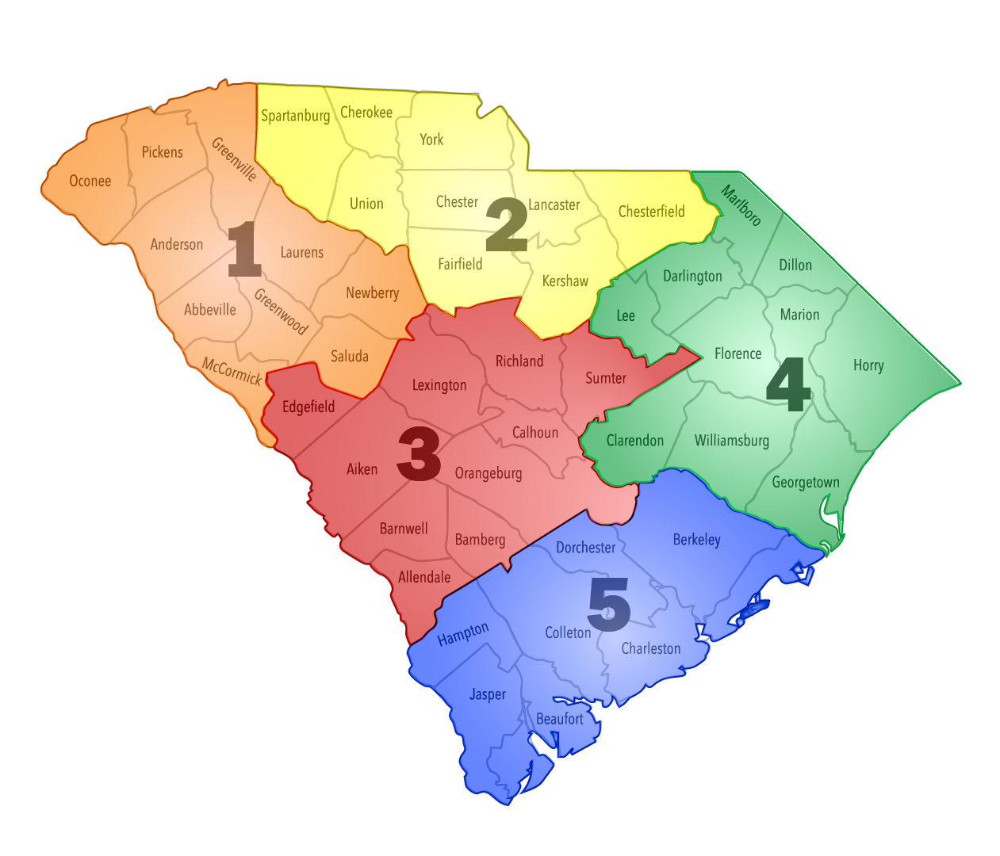 Oconee
Pickens
Greenville
Anderson
1
Laurens
Abbeville
Greenwood
Newberry
Saluda
McCormick
Spartanburg
Cherokee
York
Union
Chester
2
Lancaster
Chesterfield
Fairfield
Kershaw
Edgefield
Lexington
Richland
Sumter
Aiken
3
Calhoun
Orangeburg
Barnwell
Bamberg
Allendale
Marlboro
Dillon
Darlington
Lee
Marion
Florence
4
Horry
Clarendon
Williamsburg
Georgetown
Dorchester
Berkeley
5
Hampton
Colleton
Charleston
Jasper
Beaufort